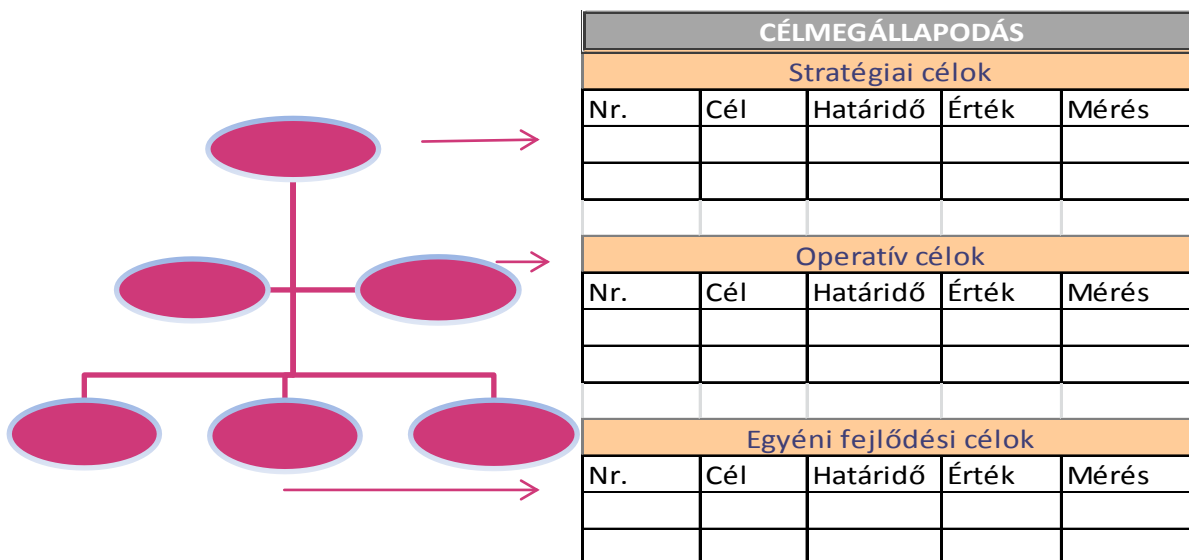 CÉLMEGÁLLAPODÁS
Stratégiai célok
Nr. Cél Határidő Érték Mérés
Operatív célok
Nr. Cél Határidő Érték Mérés
Egyéni fejlődési célok
Nr. Cél Határidő Érték Mérés